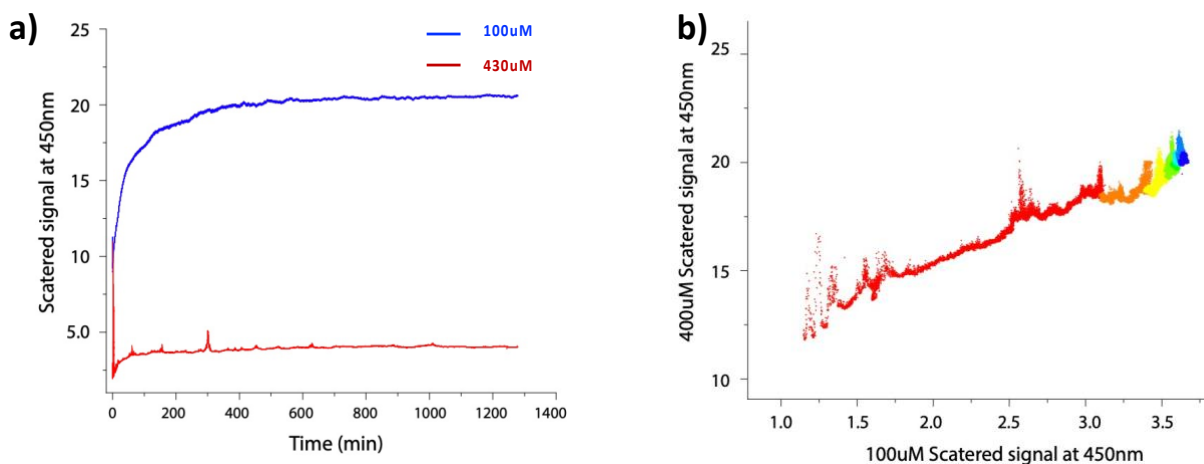 a)
100uM
430uM
Scatered signal at 450nm
25
20
15
10
5.0
0
200
400
600
800
1000
1200
1400
Time (min)
b)
400uM Scatered signal at 450nm
25
20
15
10
1.0
1.5
2.0
2.5
3.0
3.5
100uM Scatered signal at 450nm